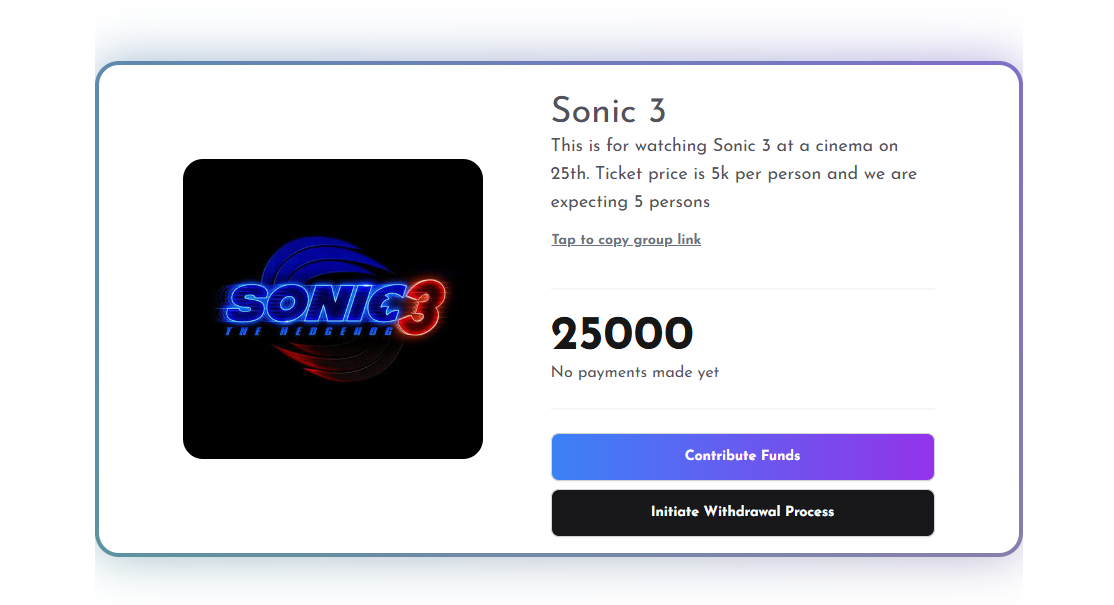 Sonic 3
This is for watching Sonic 3 at a cinema on
25th. Ticket price is 5k per person and we are
expecting 5 persons
Tap to copy group link
SONIC 3
THE HEDGEHOG
25000
No payments made yet
Contribute Funds
Initiate Withdrawal Process